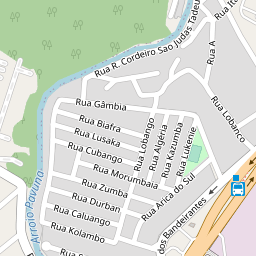 Rua R. Cordeiro Sao Judas Tadeu
Rua A
Rua Gâmbia
Rua Lobanco
Rua Biafra
Rua Lusaka
Rua Lobango
Rua Argélia
Rua Kazumba
Rua Lukeme
Rua Cubango
Rua Morumbaia
Rua Zumba
Rua Arica do Sul
Rua Durban
Rua Caluango
Rua Kolambo
Arroio Pavuna
dos Bandeirantes